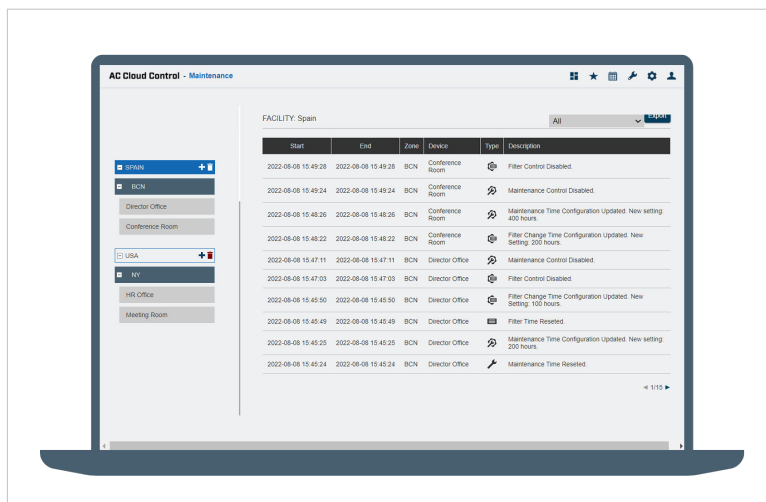 AC Cloud Control - Maintenance
FACILITY: Spain
All
Export
Start End Zone Device Type Description
SPAIN
BCN
Director Office
Conference Room
USA
NY
HR Office
Meeting Room
2022-08-08 15:49:28 2022-08-08 15:49:28 BCN Conference Room Filter Control Disabled.
2022-08-08 15:49:24 2022-08-08 15:49:24 BCN Conference Room Maintenance Control Disabled.
2022-08-08 15:48:26 2022-08-08 15:48:26 BCN Conference Room Maintenance Time Configuration Updated. New setting: 400 hours.
2022-08-08 15:48:22 2022-08-08 15:48:22 BCN Conference Room Filter Change Time Configuration Updated. New Setting: 200 hours.
2022-08-08 15:47:11 2022-08-08 15:47:11 BCN Director Office Maintenance Control Disabled.
2022-08-08 15:47:03 2022-08-08 15:47:03 BCN Director Office Filter Control Disabled.
2022-08-08 15:45:50 2022-08-08 15:45:50 BCN Director Office Filter Change Time Configuration Updated. New Setting: 100 hours.
2022-08-08 15:45:49 2022-08-08 15:45:49 BCN Director Office Filter Time Reseted.
2022-08-08 15:45:25 2022-08-08 15:45:25 BCN Director Office Maintenance Time Configuration Updated. New setting: 200 hours.
2022-08-08 15:45:24 2022-08-08 15:45:24 BCN Director Office Maintenance Time Reseted.
1/15